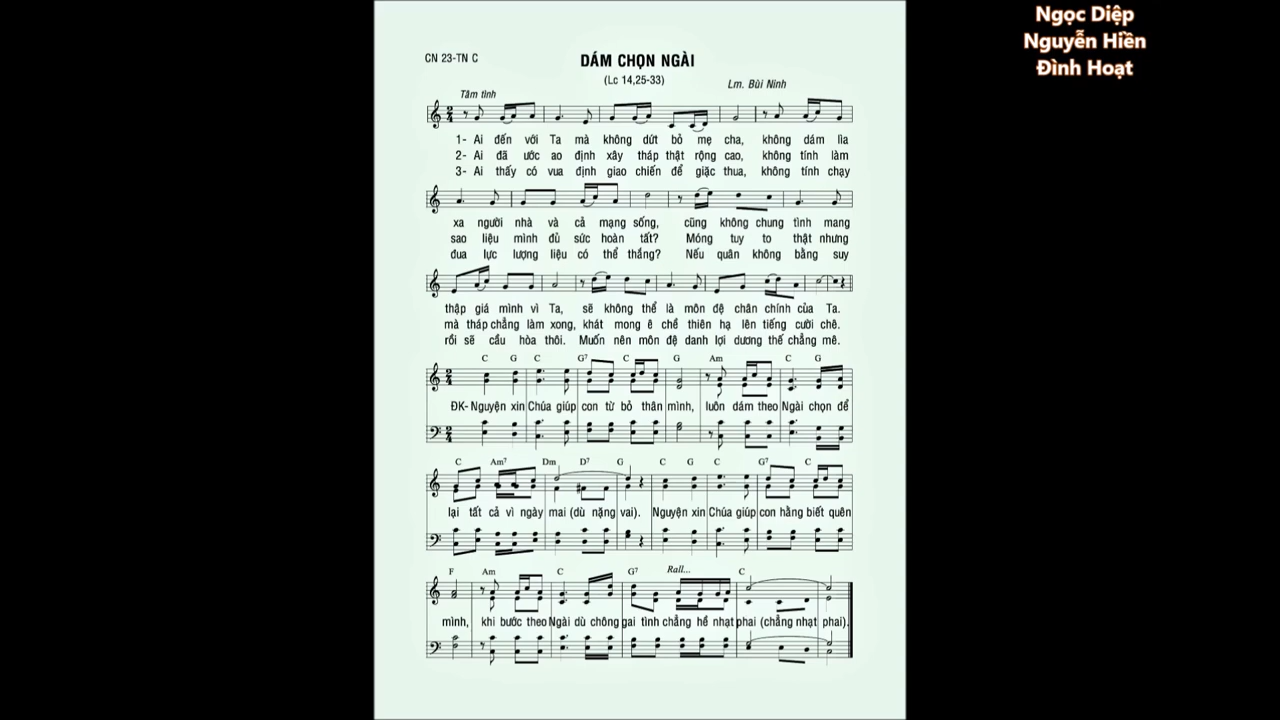 Ngọc Diệp
Nguyễn Hiền
Đình Hoạt
CN 23-TN C
DÁM CHỌN NGÀI
(Lc 14,25-33)
Lm. Bùi Ninh
Tâm tình
1- Ai đến với Ta mà không dứt bỏ mẹ cha, không dám lìa
2- Ai đã ước ao định xây tháp thật rộng cao, không tính làm
3- Ai thấy có vua định giao chiến để giặc thua, không tính chạy
xa người nhà và cả mạng sống, cũng không chung tình mang
sao liệu mình đủ sức hoàn tất? Móng tuy to thật nhưng
đua lực lượng liệu có thể thắng? Nếu quân không bằng suy
thập giá mình vì Ta, sẽ không thể là môn đệ chân chính của Ta.
mà tháp chẳng làm xong, khát mong ê chề thiên hạ lên tiếng cười chê.
rồi sẽ cầu hòa thôi. Muốn nên môn đệ danh lợi dương thế chẳng mê.
C G C G7 C G Am C G
ĐK- Nguyện xin Chúa giúp con từ bỏ thân mình, luôn dám theo Ngài chọn để
C Am7 Dm D7 G C G C G7 C
lại tất cả vì ngày mai (dù nặng vai). Nguyện xin Chúa giúp con hằng biết quên
F Am C G7 Rall... C
mình, khi bước theo Ngài dù chông gai tình chẳng hề nhạt phai (chẳng nhạt phai).